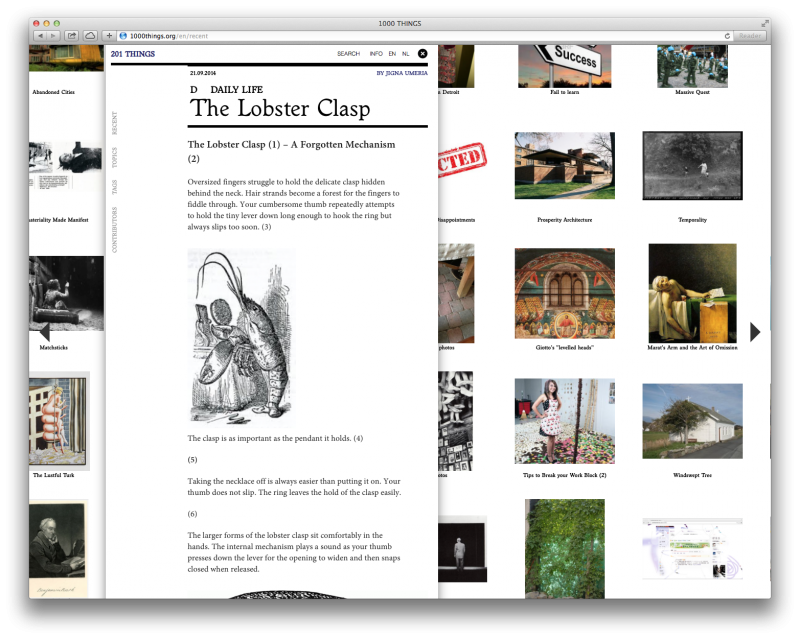 1000 THINGS
1000things.org/en/recent
Reader
201 THINGS
SEARCH INFO EN NL
21.09.2014
BY JIGNA UMERIA
D DAILY LIFE
The Lobster Clasp
RECENT
TOPICS
TAGS
CONTRIBUTORS
The Lobster Clasp (1) – A Forgotten Mechanism
(2)
Oversized fingers struggle to hold the delicate clasp hidden
behind the neck. Hair strands become a forest for the fingers to
fiddle through. Your cumbersome thumb repeatedly attempts
to hold the tiny lever down long enough to hook the ring but
always slips too soon. (3)
The clasp is as important as the pendant it holds. (4)
(5)
Taking the necklace off is always easier than putting it on. Your
thumb does not slip. The ring leaves the hold of the clasp easily.
(6)
The larger forms of the lobster clasp sit comfortably in the
hands. The internal mechanism plays a sound as your thumb
presses down the lever for the opening to widen and then snaps
closed when released.
Abandoned Cities
ateriality Made Manifest
Matchsticks
The Lustful Turk
Success
n Detroit
Fail to learn
Massive Quest
CTED
isappointments
Prosperity Architecture
Temporality
photos
Giotto's "levelled heads"
Marat's Arm and the Art of Omission
otos
Tips to Break your Work Block (2)
Windswept Tree